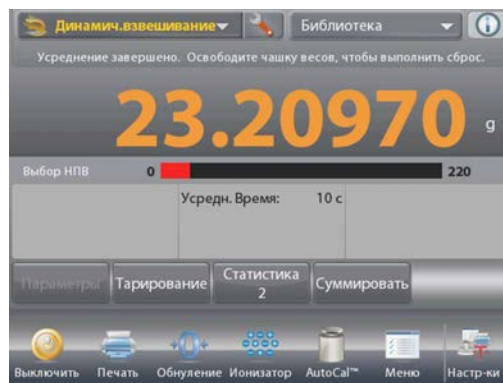 Динамич.взвешивание Библиотека
Усреднение завершено. Освободите чашку весов, чтобы выполнить сброс.
23.20970 g
Выбор НПВ 0 220
Усредн. Время: 10 с
Параметры Тарирование Статистика 2 Суммировать
Выключить Печать Обнуление Ионизатор AutoCal™ Меню Настр-ки